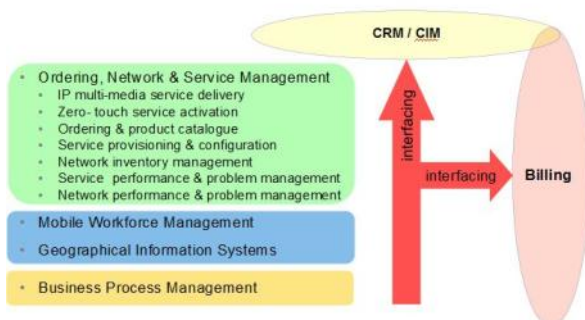 CRM / CIM
• Ordering, Network & Service Management
• IP multi-media service delivery
• Zero- touch service activation
• Ordering & product catalogue
• Service provisioning & configuration
• Network inventory management
• Service performance & problem management
• Network performance & problem management
• Mobile Workforce Management
• Geographical Information Systems
• Business Process Management
interfacing
interfacing
Billing